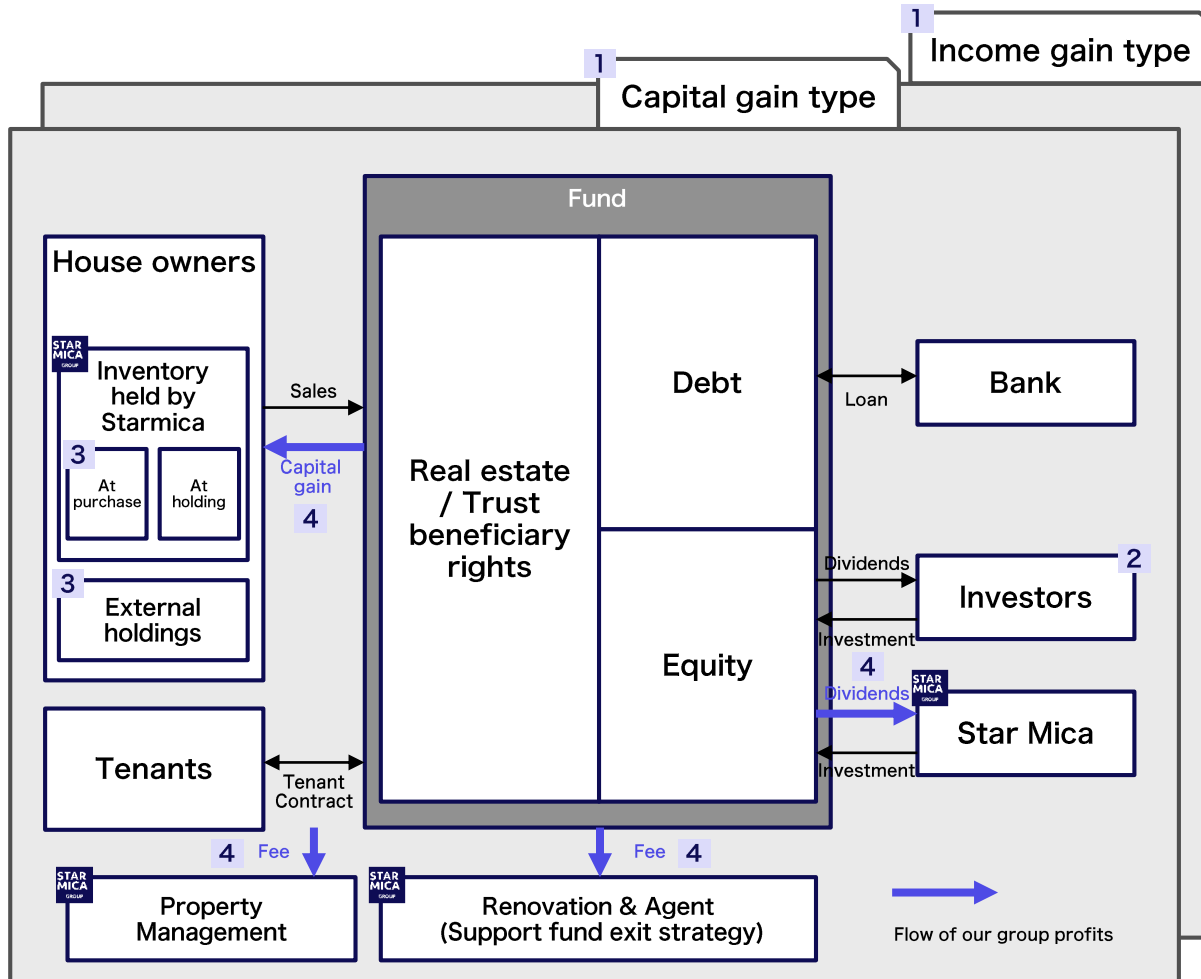 1
Income gain type
1
Capital gain type
Fund
House owners
STAR
MICA
GROUP
Inventory
held by
Starmica
3
At
purchase
At
holding
3
External
holdings
Sales
Capital
gain
4
Real estate
/ Trust
beneficiary
rights
Debt
Equity
Loan
Bank
Dividends
Investment
2
Investors
4
Dividends
Investment
STAR
MICA
GROUP
Star Mica
Tenants
Tenant
Contract
4 Fee
Fee 4
STAR
MICA
GROUP
Property
Management
STAR
MICA
GROUP
Renovation & Agent
(Support fund exit strategy)
Flow of our group profits